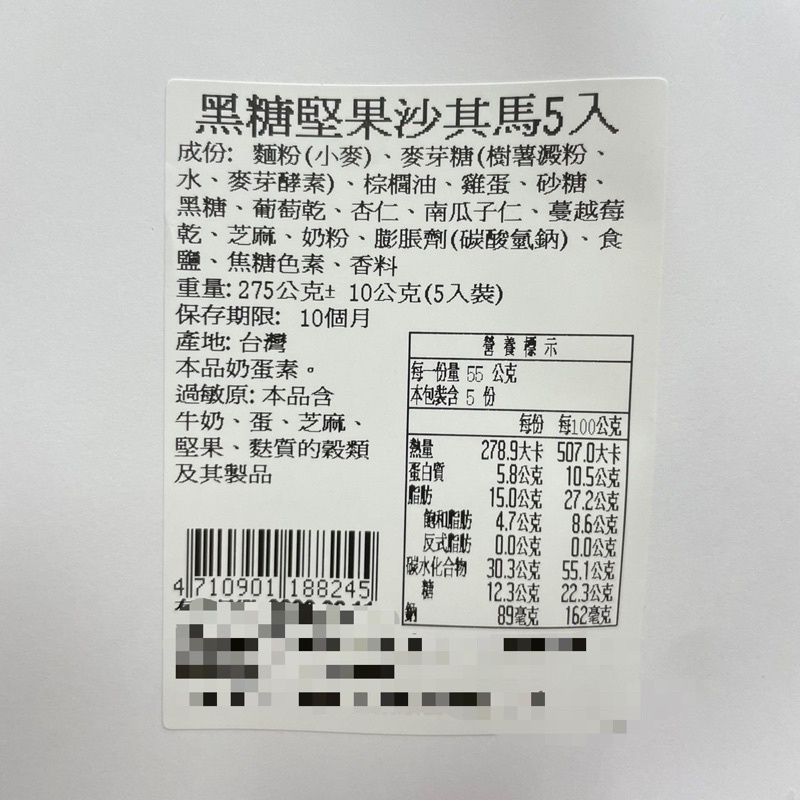 黑糖堅果沙其馬5入
成份: 麵粉(小麥)、麥芽糖(樹薯澱粉、
水、麥芽酵素)、棕櫚油、雞蛋、砂糖、
黑糖、葡萄乾、杏仁、南瓜子仁、蔓越莓
乾、芝麻、奶粉、膨脹劑(碳酸氫鈉)、食
鹽、焦糖色素、香料
重量: 275公克± 10公克(5入裝)
保存期限: 10個月
產地: 台灣
本品奶蛋素。
過敏原: 本品含
牛奶、蛋、芝麻、
堅果、麩質的穀類
及其製品
營養標示
每一份量 55 公克
本包裝含 5 份
每份 每100公克
熱量 278.9大卡 507.0大卡
蛋白質 5.8公克 10.5公克
脂肪 15.0公克 27.2公克
飽和脂肪 4.7公克 8.6公克
反式脂肪 0.0公克 0.0公克
碳水化合物 30.3公克 55.1公克
糖 12.3公克 22.3公克
鈉 89毫克 162毫克
4 710901 188245